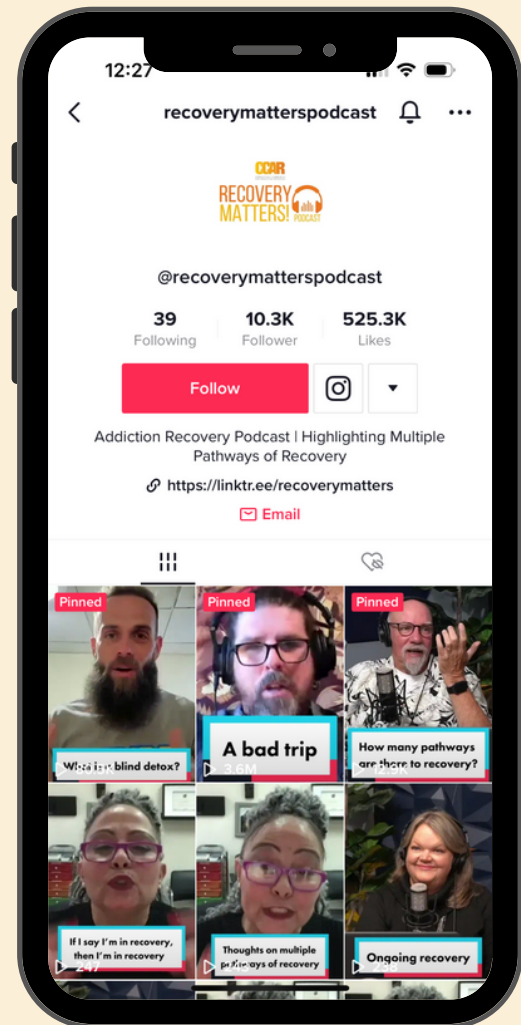 12:27
recoverymatterspodcast
CCAR
RECOVERY
MATTERS!
PODCAST
@recoverymatterspodcast
39
10.3K
525.3K
Following
Follower
Likes
Follow
Addiction Recovery Podcast | Highlighting Multiple
Pathways of Recovery
https://linktr.ee/recoverymatters
Email
Pinned
Pinned
Pinned
What is a blind detox?
A bad trip
3.6M
How many pathways
are there to recovery?
12.9K
If I say I'm in recovery,
then I'm in recovery
247
Thoughts on multiple
pathways of recovery
Ongoing recovery